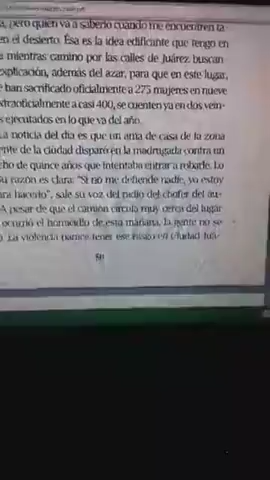 a, pero quién va a saberlo cuando me encuentren ta
en el desierto. Ésa es la idea edificante que tengo en
mientras camino por las calles de Juárez buscan
explicación, además del azar, para que en este lugar,
e han sacrificado oficialmente a 275 mujeres en nueve
extraoficialmente a casi 400, se cuenten ya en dos vein-
s ejecutados en lo que va del año.
La noticia del día es que un ama de casa de la zona
nte de la ciudad disparó en la madrugada contra un
cho de quince años que intentaba entrar a robarle. Lo
su razón es clara: "Si no me defiende nadie, yo estoy
ara hacerlo", sale su voz del radio del chofer del au-
A pesar de que el camión circula muy cerca del lugar
ocurrió el homicidio de esta mañana, la gente no se
La violencia parece tener ese